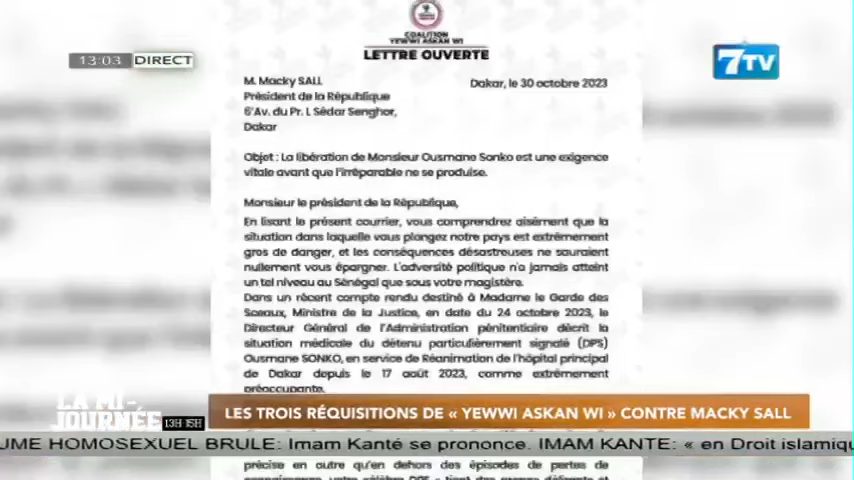 COALITION
YEWWI ASKAN WI
LETTRE OUVERTE
13:03 DIRECT
7TV
M. Macky SALL
Dakar, le 30 octobre 2023
Président de la République
6'Av. du Pr. L Sédar Senghor,
Dakar
Objet : La libération de Monsieur Ousmane Sonko est une exigence
vitale avant que l'irréparable ne se produise.
Monsieur le président de la République,
En lisant le présent courrier, vous comprendrez aisément que la
situation dans laquelle vous plongez notre pays est extrêmement
gros de danger, et les conséquences désastreuses ne sauraient
nullement vous épargner. L'adversité politique n'a jamais atteint
un tel niveau au Sénégal que sous votre magistère.
Dans un récent compte rendu destiné à Madame le Garde des
Sceaux, Ministre de la Justice, en date du 24 octobre 2023, le
Directeur Général de l'Administration pénitentiaire décrit la
situation médicale du détenu particulièrement signalé (DPS)
Ousmane SONKO, en service de Réanimation de l'hôpital principal
de Dakar depuis le 17 août 2023, comme extrêmement
préoccupante.
LA MI-
JOURNÉE 13H 15H
LES TROIS RÉQUISITIONS DE « YEWWI ASKAN WI » CONTRE MACKY SALL
UME HOMOSEXUEL BRULE: Imam Kanté se prononce. IMAM KANTE: « en Droit islamiqu
précise en outre qu'en dehors des épisodes de pertes de